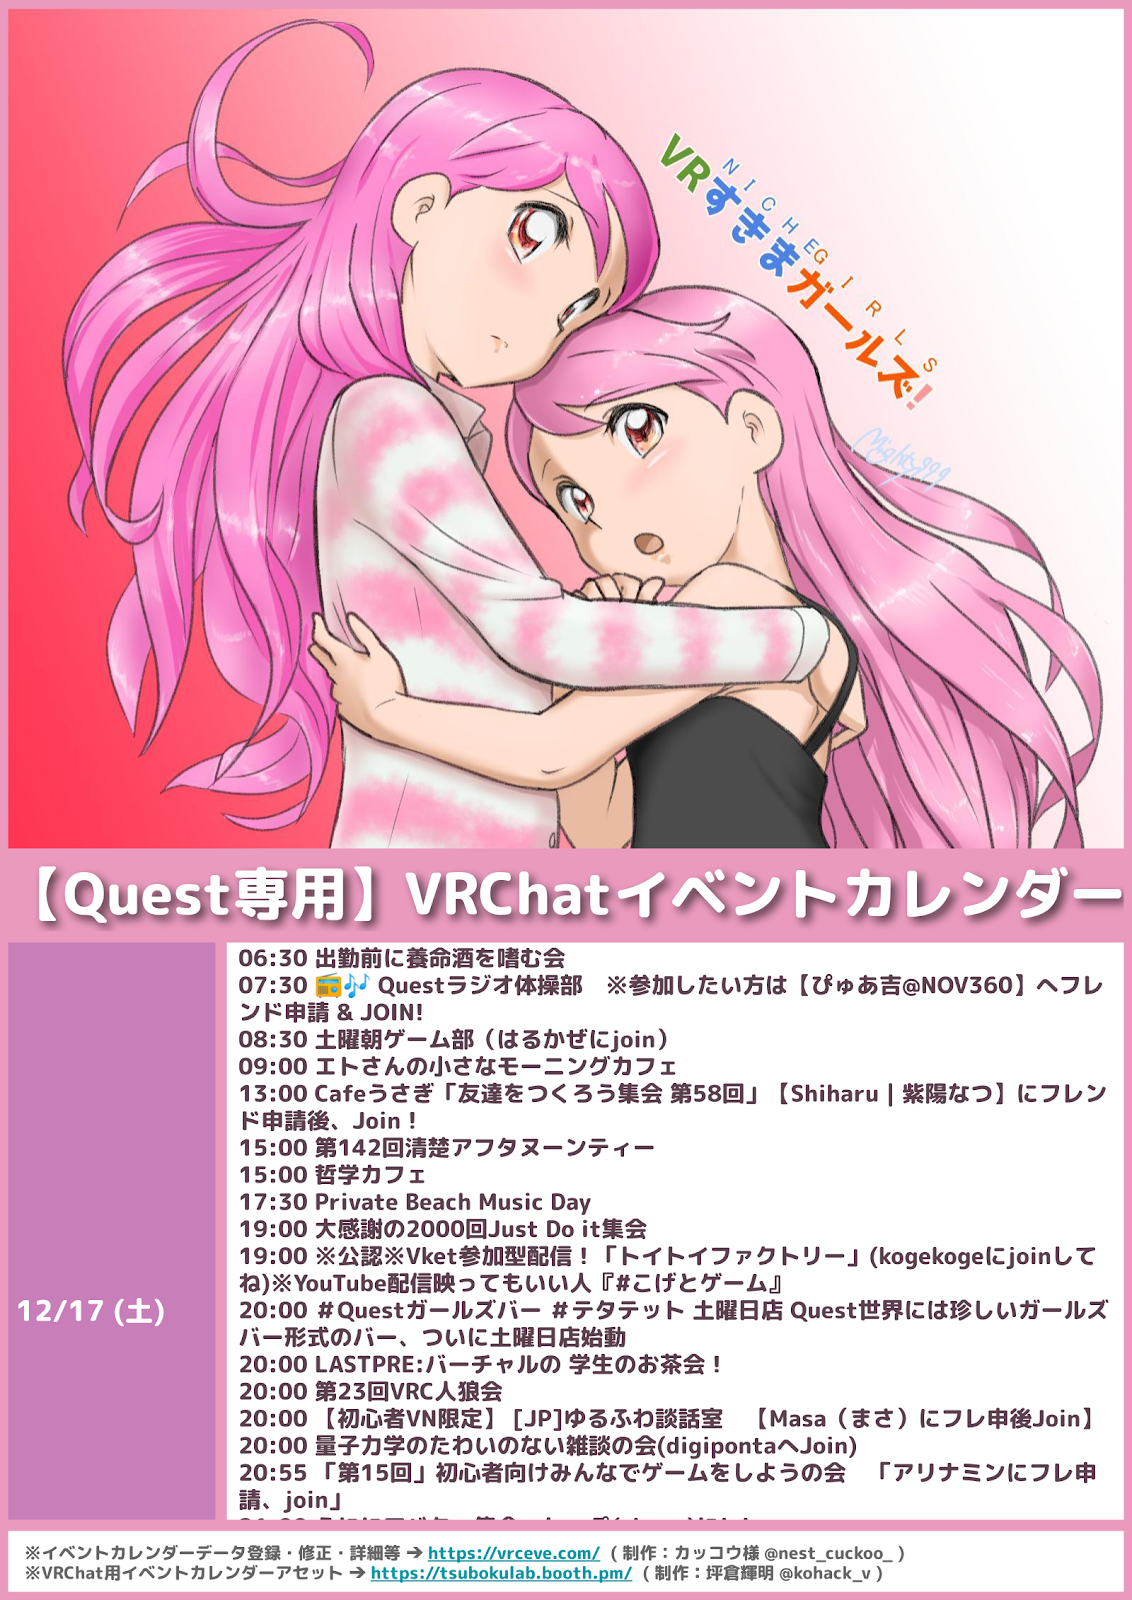 VRすきまガールズ!
NICHEGIRLS
Mighty999
【Quest専用】VRChatイベントカレンダー
12/17 (土)
06:30 出勤前に養命酒を嗜む会
07:30 📻🎶 Questラジオ体操部　※参加したい方は【ぴゅあ吉@NOV360】へフレ
ンド申請 & JOIN!
08:30 土曜朝ゲーム部（はるかぜにjoin）
09:00 エトさんの小さなモーニングカフェ
13:00 Cafeうさぎ「友達をつくろう集会 第58回」【Shiharu | 紫陽なつ】にフレン
ド申請後、Join！
15:00 第142回清楚アフタヌーンティー
15:00 哲学カフェ
17:30 Private Beach Music Day
19:00 大感謝の2000回Just Do it集会
19:00 ※公認※Vket参加型配信！「トイトイファクトリー」(kogekogeにjoinして
ね)※YouTube配信映ってもいい人『#こげとゲーム』
20:00 #Questガールズバー #テタテット 土曜日店 Quest世界には珍しいガールズ
バー形式のバー、ついに土曜日店始動
20:00 LASTPRE:バーチャルの 学生のお茶会！
20:00 第23回VRC人狼会
20:00 【初心者VN限定】 [JP]ゆるふわ談話室　【Masa（まさ）にフレ申後Join】
20:00 量子力学のたわいのない雑談の会(digipontaへJoin)
20:55 「第15回」初心者向けみんなでゲームをしようの会　「アリナミンにフレ申
請、join」
※イベントカレンダーデータ登録・修正・詳細等 ➔ https://vrceve.com/ ( 制作：カッコウ様 @nest_cuckoo_ )
※VRChat用イベントカレンダーアセット ➔ https://tsubokulab.booth.pm/ ( 制作：坪倉輝明 @kohack_v )